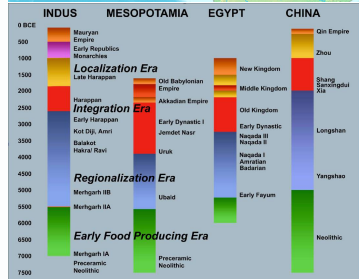 INDUS
MESOPOTAMIA
EGYPT
CHINA
0 BCE
500
1000
1500
2000
2500
3000
3500
4000
4500
5000
5500
6000
6500
7000
7500
Mauryan
Empire
Early Republics
Monarchies
Localization Era
Late Harappan
Harappan
Integration Era
Early Harappan
Kot Diji, Amri
Balakot
Hakra/ Ravi
Regionalization Era
Merhgarh IIB
Merhgarh IIA
Early Food Producing Era
Merhgarh IA
Preceramic
Neolithic
Old Babylonian
Empire
Akkadian Empire
Early Dynastic I
Jemdet Nasr
Uruk
Ubaid
Preceramic
Neolithic
New Kingdom
Middle Kingdom
Old Kingdom
Early Dynastic
Naqada III
Naqada II
Naqada I
Amratian
Badarian
Early Fayum
Qin Empire
Zhou
Shang
Sanxingdui
Xia
Longshan
Yangshao
Neolithic